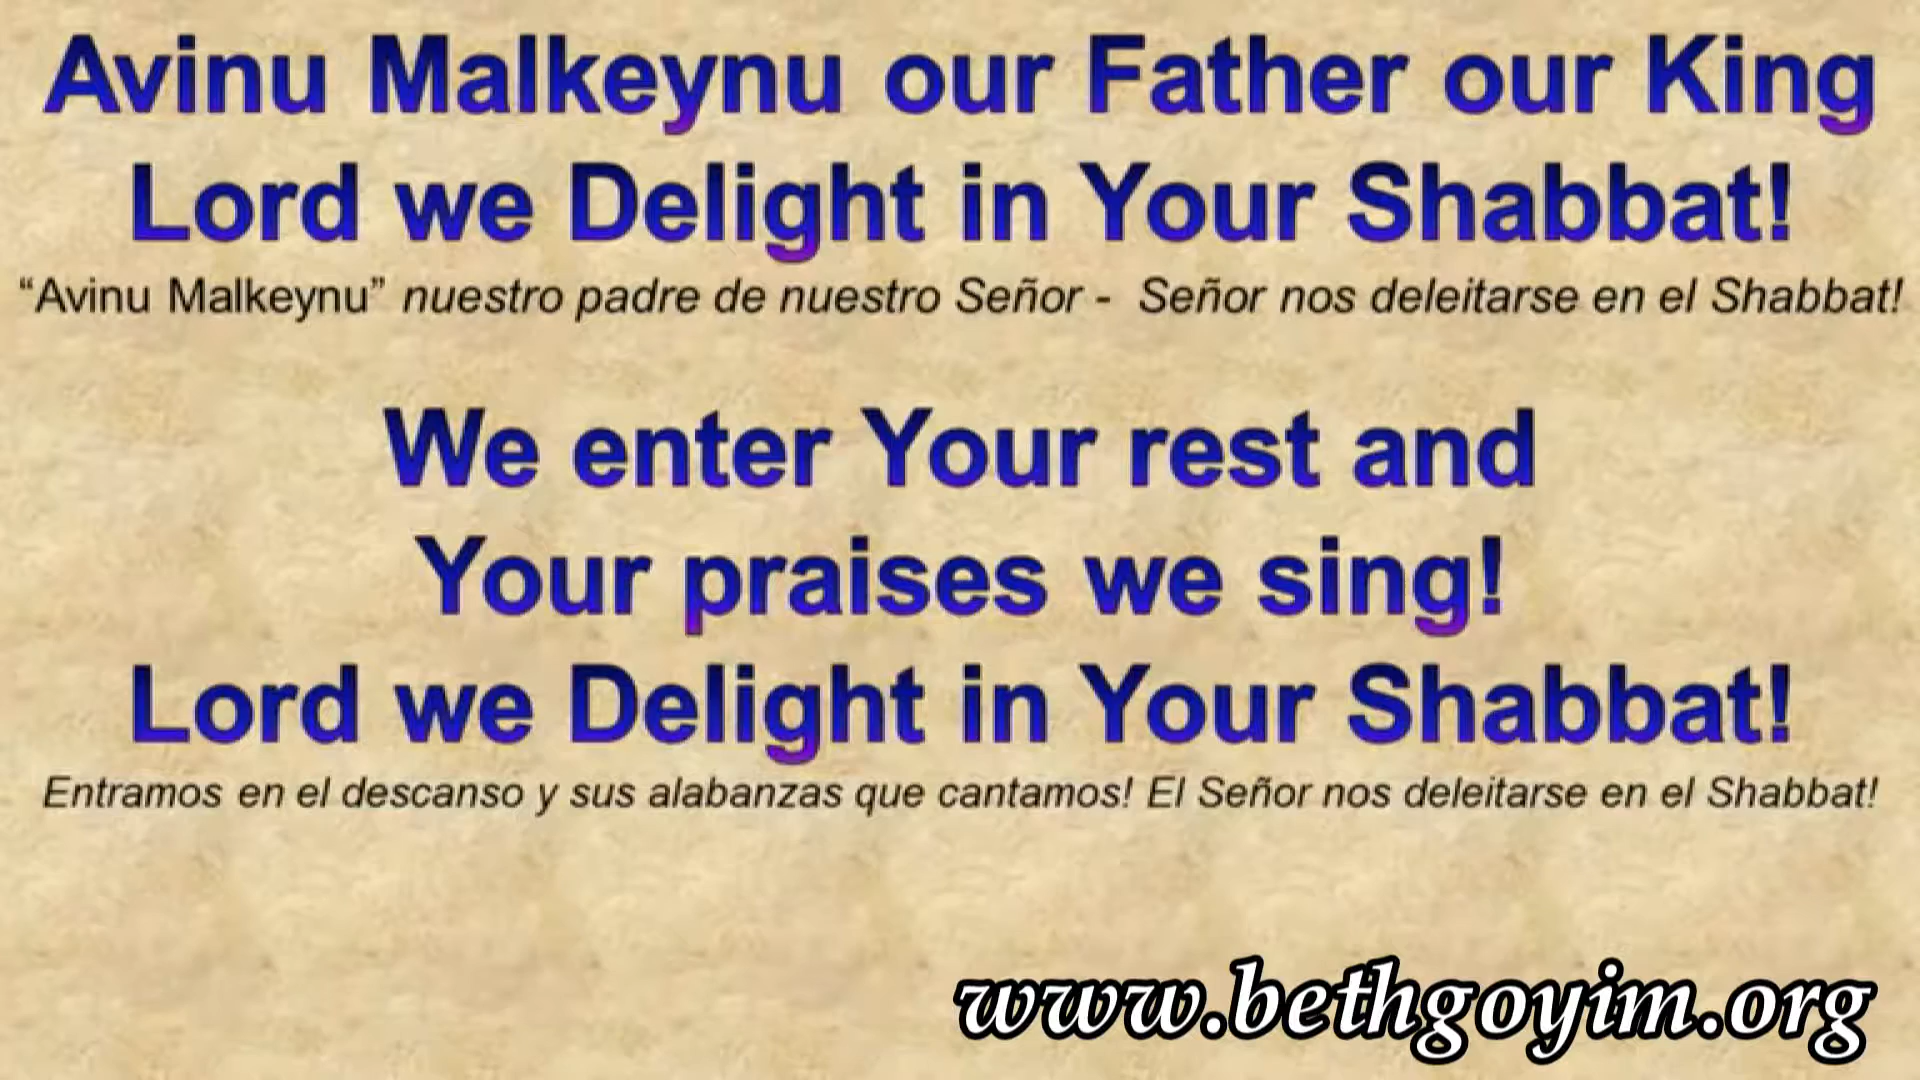 Avinu Malkeynu our Father our King
Lord we Delight in Your Shabbat!
“Avinu Malkeynu” nuestro padre de nuestro Señor - Señor nos deleitarse en el Shabbat!
We enter Your rest and
Your praises we sing!
Lord we Delight in Your Shabbat!
Entramos en el descanso y sus alabanzas que cantamos! El Señor nos deleitarse en el Shabbat!
www.bethgoyim.org